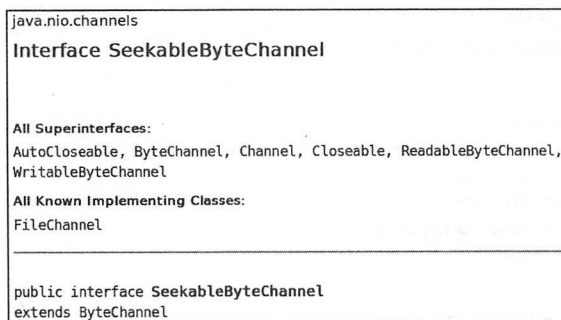 java.nio.channels
Interface SeekableByteChannel
All Superinterfaces:
AutoCloseable, ByteChannel, Channel, Closeable, ReadableByteChannel,
WritableByteChannel
All Known Implementing Classes:
FileChannel
public interface SeekableByteChannel
extends ByteChannel